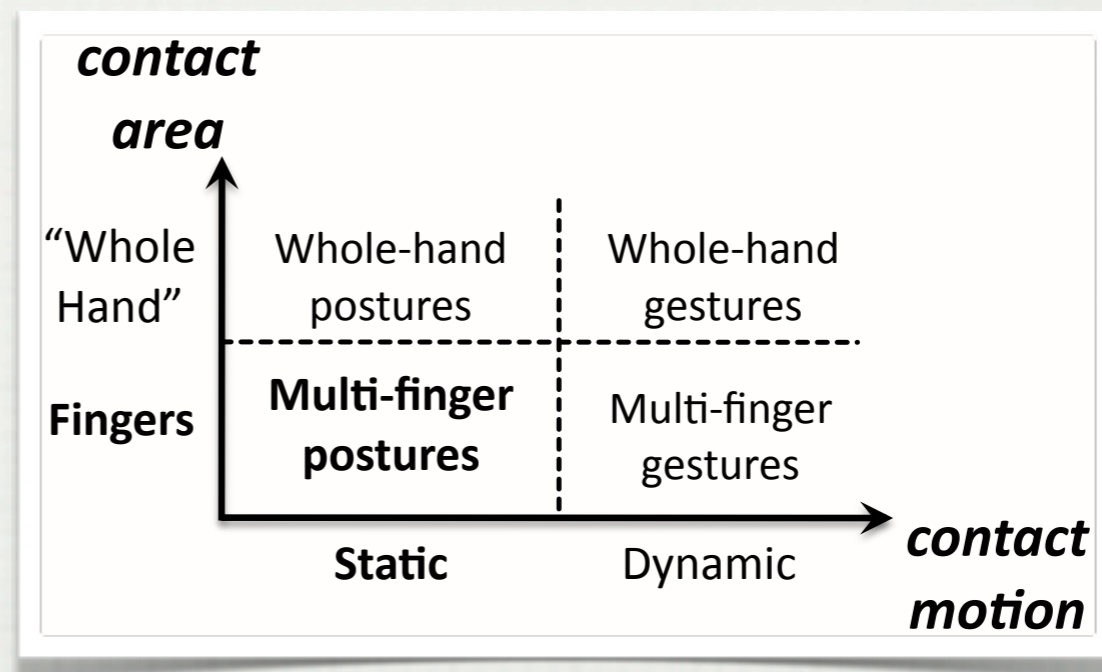 contact
area
“Whole
Hand”
Whole-hand
postures
Whole-hand
gestures
Fingers
Multi-finger
postures
Multi-finger
gestures
Static
Dynamic
contact
motion